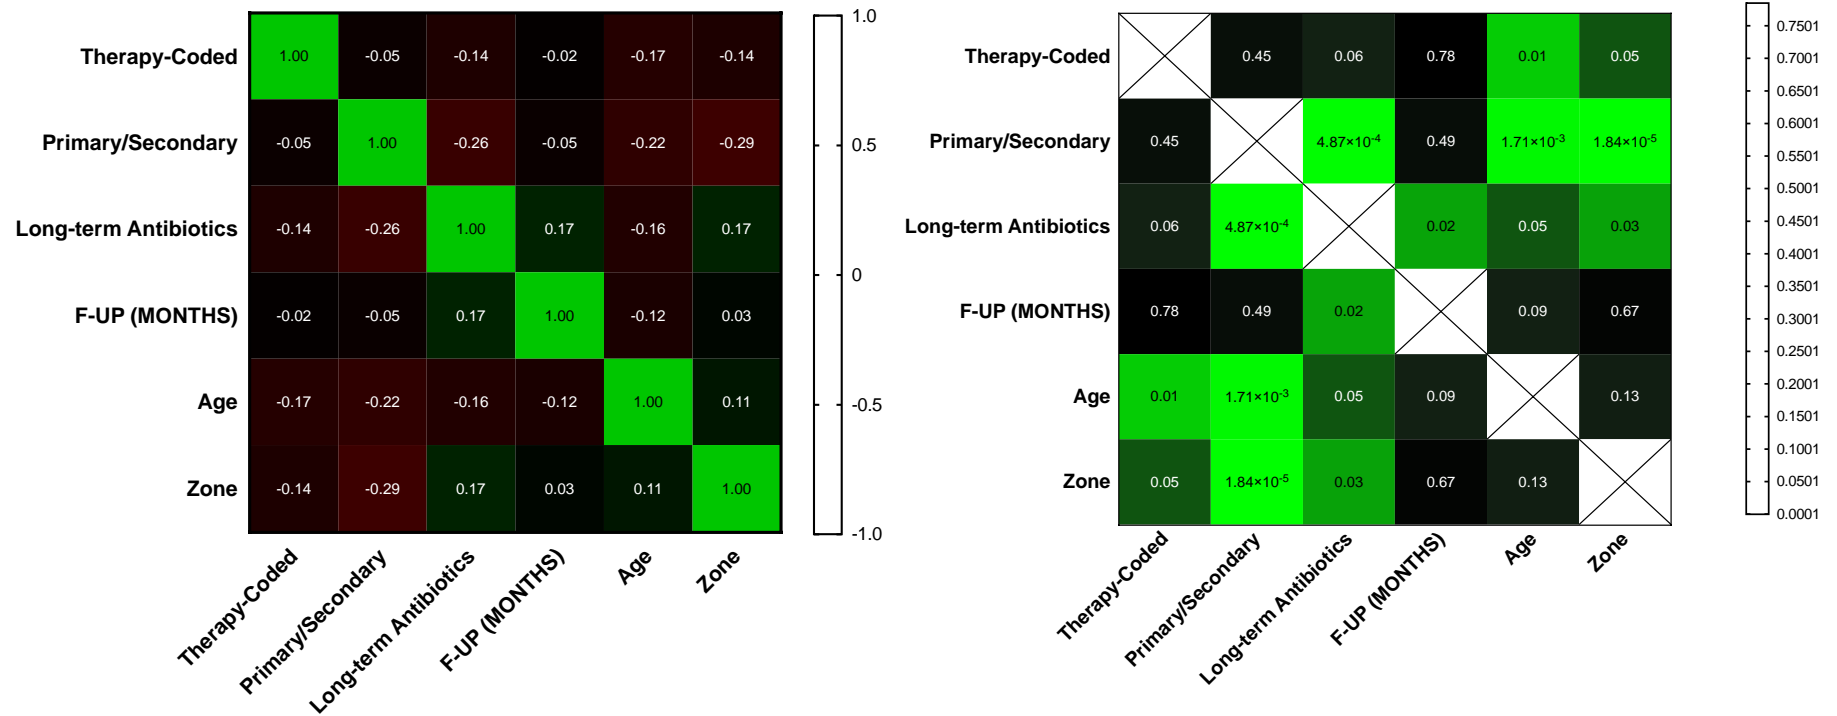 Therapy-Coded 1.00 -0.05 -0.14 -0.02 -0.17 -0.14
Primary/Secondary -0.05 1.00 -0.26 -0.05 -0.22 -0.29
Long-term Antibiotics -0.14 -0.26 1.00 0.17 -0.16 0.17
F-UP (MONTHS) -0.02 -0.05 0.17 1.00 -0.12 0.03
Age -0.17 -0.22 -0.16 -0.12 1.00 0.11
Zone -0.14 -0.29 0.17 0.03 0.11 1.00
Therapy-Coded
Primary/Secondary
Long-term Antibiotics
F-UP (MONTHS)
Age
Zone
1.0
0.5
0
-0.5
-1.0
Therapy-Coded 0.45 0.06 0.78 0.01 0.05
Primary/Secondary 0.45 4.87×10⁻⁴ 0.49 1.71×10⁻³ 1.84×10⁻⁵
Long-term Antibiotics 0.06 4.87×10⁻⁴ 0.02 0.05 0.03
F-UP (MONTHS) 0.78 0.49 0.02 0.09 0.67
Age 0.01 1.71×10⁻³ 0.05 0.09 0.13
Zone 0.05 1.84×10⁻⁵ 0.03 0.67 0.13
Therapy-Coded
Primary/Secondary
Long-term Antibiotics
F-UP (MONTHS)
Age
Zone
0.7501
0.7001
0.6501
0.6001
0.5501
0.5001
0.4501
0.4001
0.3501
0.3001
0.2501
0.2001
0.1501
0.1001
0.0501
0.0001